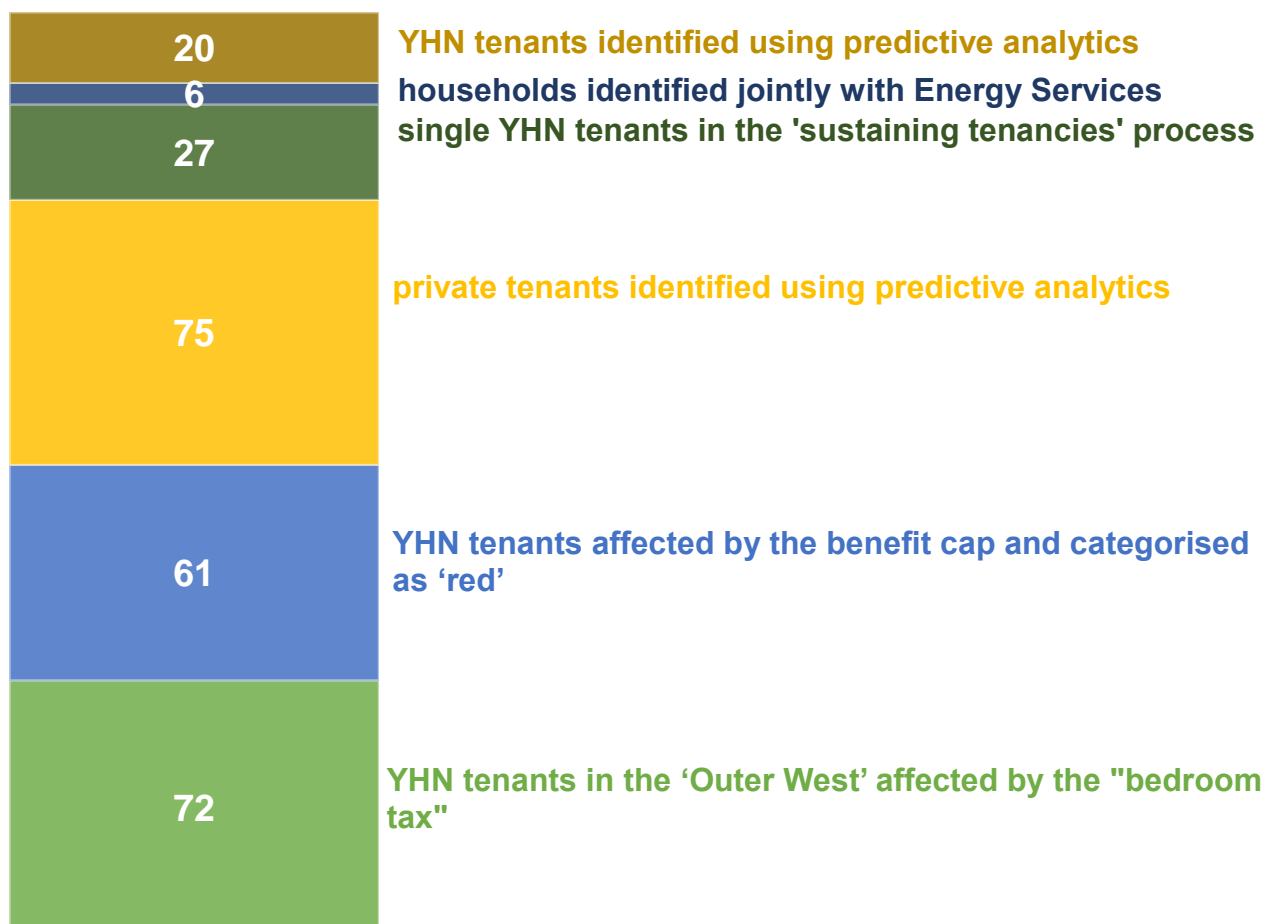 20
YHN tenants identified using predictive analytics
6
households identified jointly with Energy Services
27
single YHN tenants in the 'sustaining tenancies' process
75
private tenants identified using predictive analytics
61
YHN tenants affected by the benefit cap and categorised
as ‘red’
72
YHN tenants in the ‘Outer West’ affected by the "bedroom
tax"